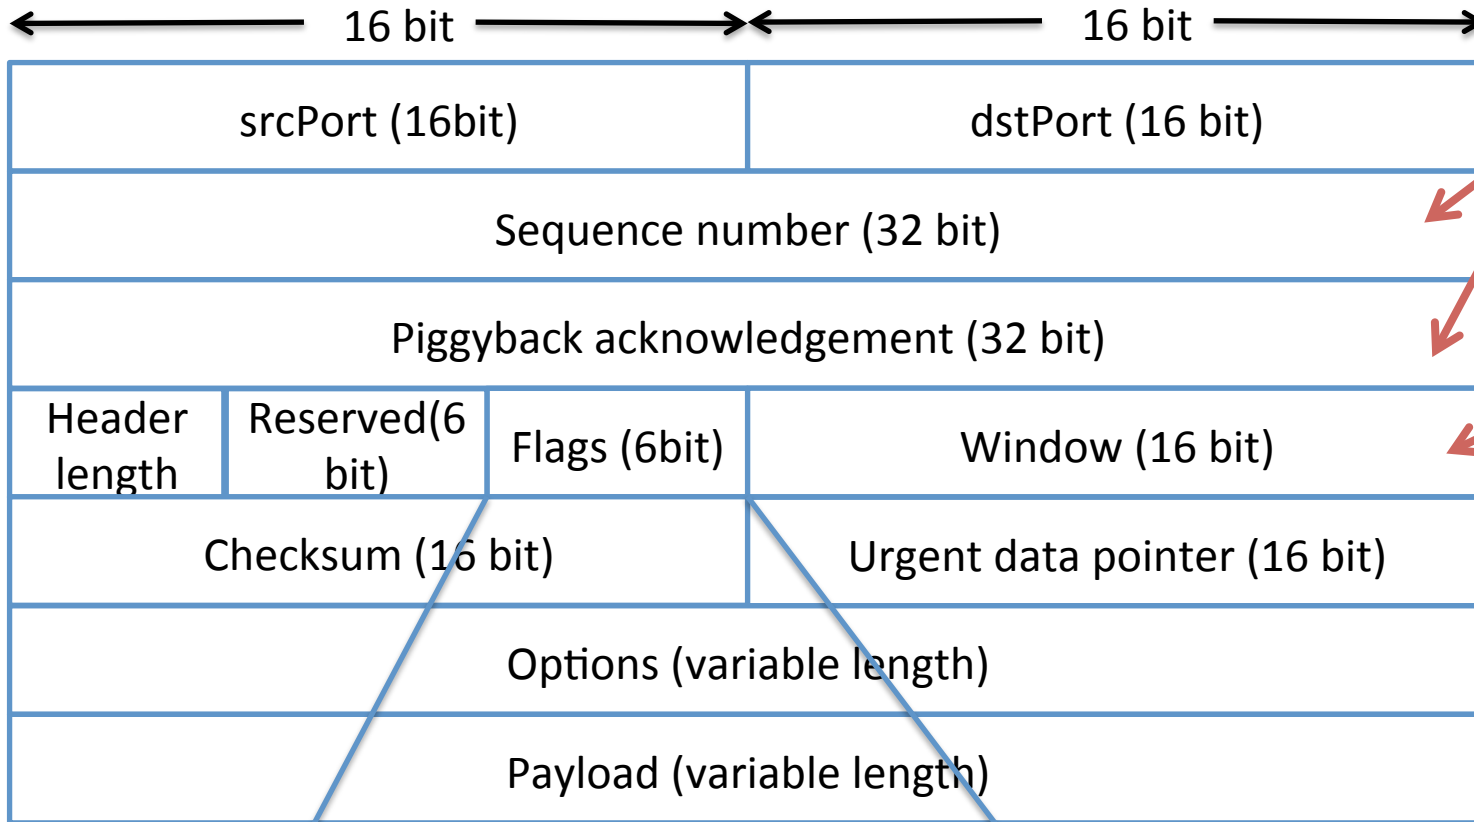 16 bit
16 bit
srcPort (16bit)
dstPort (16 bit)
Sequence number (32 bit)
Piggyback acknowledgement (32 bit)
Header
length
Reserved(6
bit)
Flags (6bit)
Window (16 bit)
Checksum (16 bit)
Urgent data pointer (16 bit)
Options (variable length)
Payload (variable length)